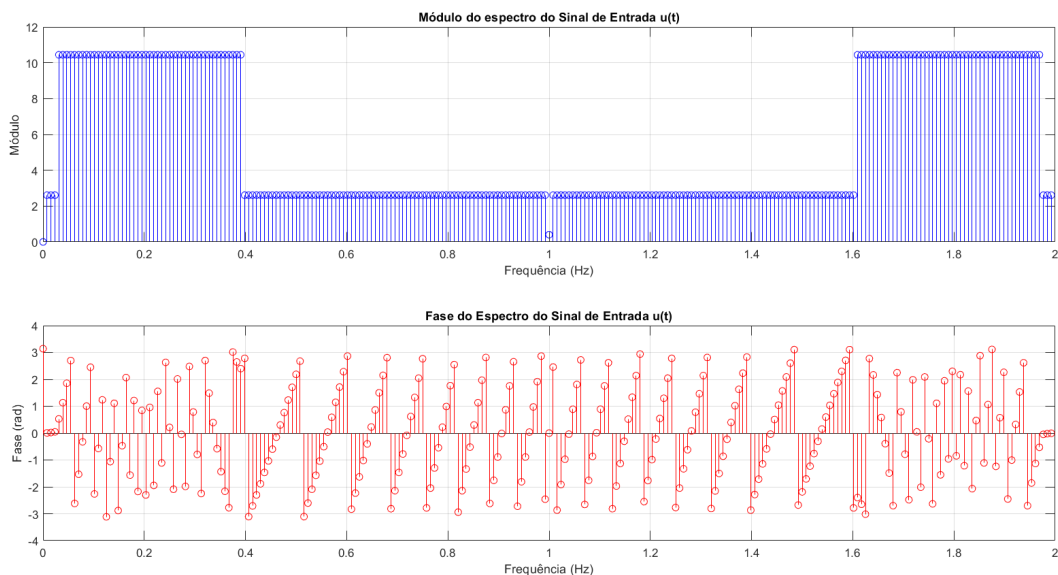 Módulo do espectro do Sinal de Entrada u(t)
12
10
8
6
4
2
0
Módulo
0 0.2 0.4 0.6 0.8 1 1.2 1.4 1.6 1.8 2
Frequência (Hz)
Fase do Espectro do Sinal de Entrada u(t)
4
3
2
1
0
-1
-2
-3
-4
Fase (rad)
0 0.2 0.4 0.6 0.8 1 1.2 1.4 1.6 1.8 2
Frequência (Hz)